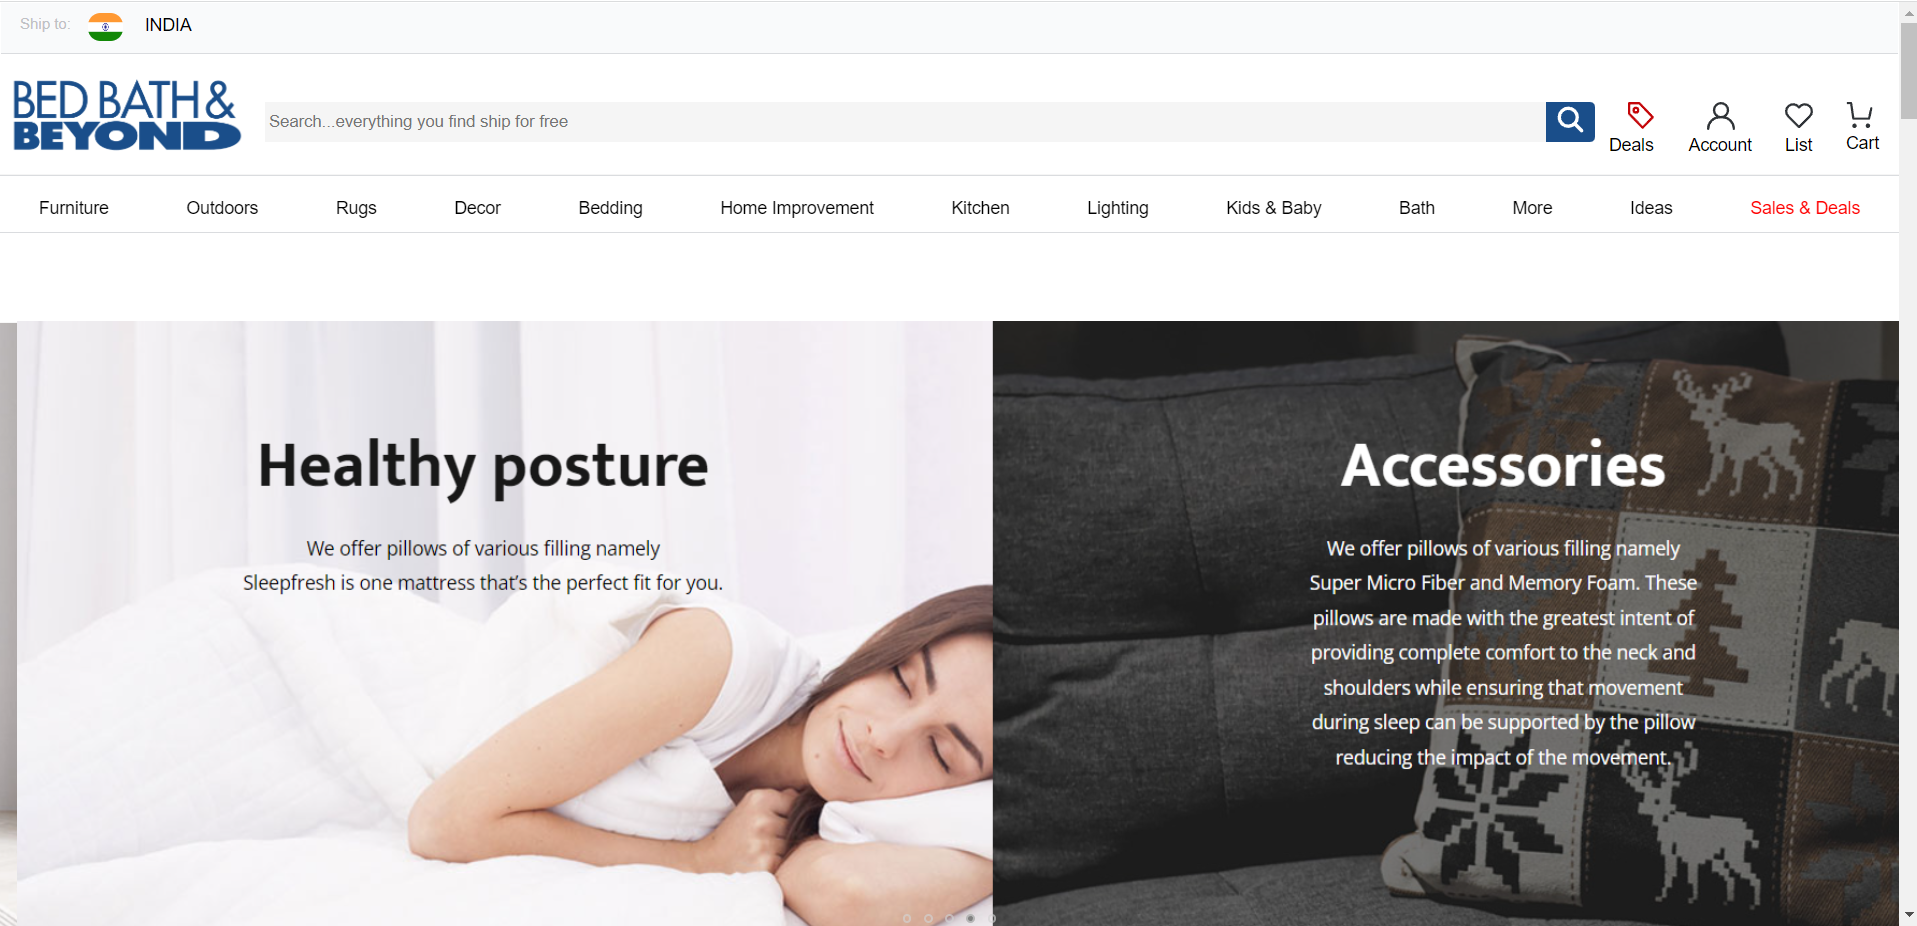 Ship to: INDIA
BED BATH &
BEYOND
Search...everything you find ship for free
Deals Account List Cart
Furniture Outdoors Rugs Decor Bedding Home Improvement Kitchen Lighting Kids & Baby Bath More Ideas Sales & Deals
Healthy posture
We offer pillows of various filling namely
Sleepfresh is one mattress that's the perfect fit for you.
Accessories
We offer pillows of various filling namely
Super Micro Fiber and Memory Foam. These
pillows are made with the greatest intent of
providing complete comfort to the neck and
shoulders while ensuring that movement
during sleep can be supported by the pillow
reducing the impact of the movement.